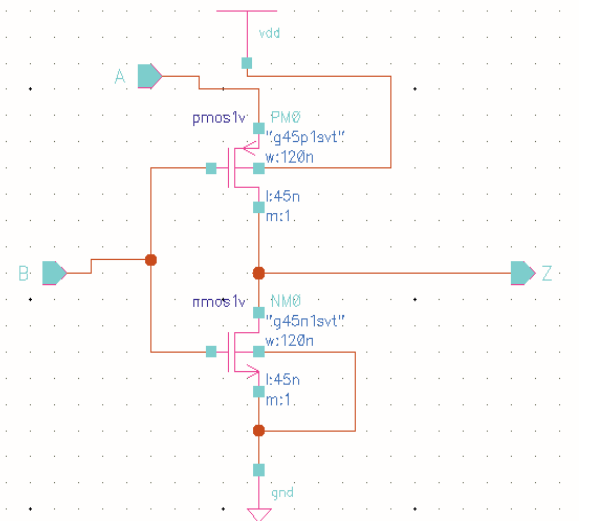 vdd
A
pmos1v PM0
"g45p1svt"
w:120n
l:45n
m:1
B
Z
nmos1v NM0
"g45n1svt"
w:120n
l:45n
m:1
gnd